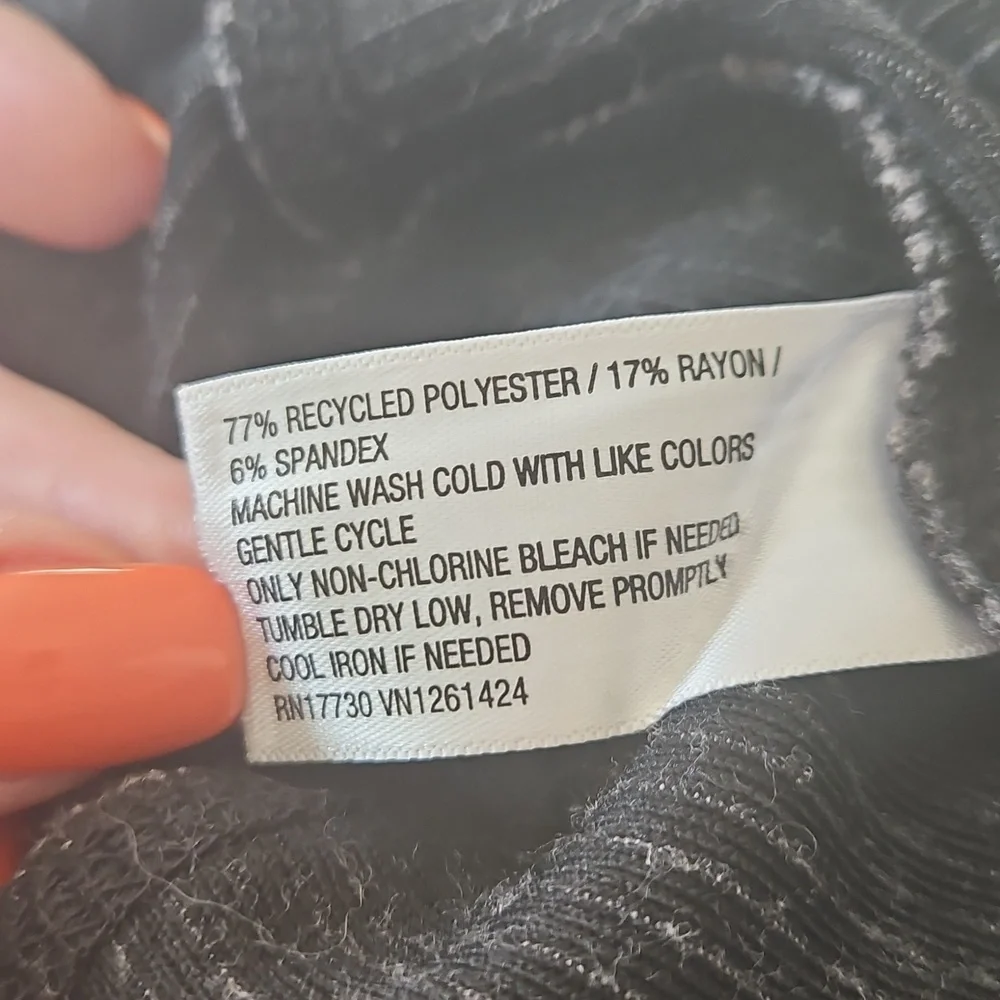 77% RECYCLED POLYESTER / 17% RAYON /
6% SPANDEX
MACHINE WASH COLD WITH LIKE COLORS
GENTLE CYCLE
ONLY NON-CHLORINE BLEACH IF NEEDED
TUMBLE DRY LOW, REMOVE PROMPTLY
COOL IRON IF NEEDED
RN17730 VN1261424